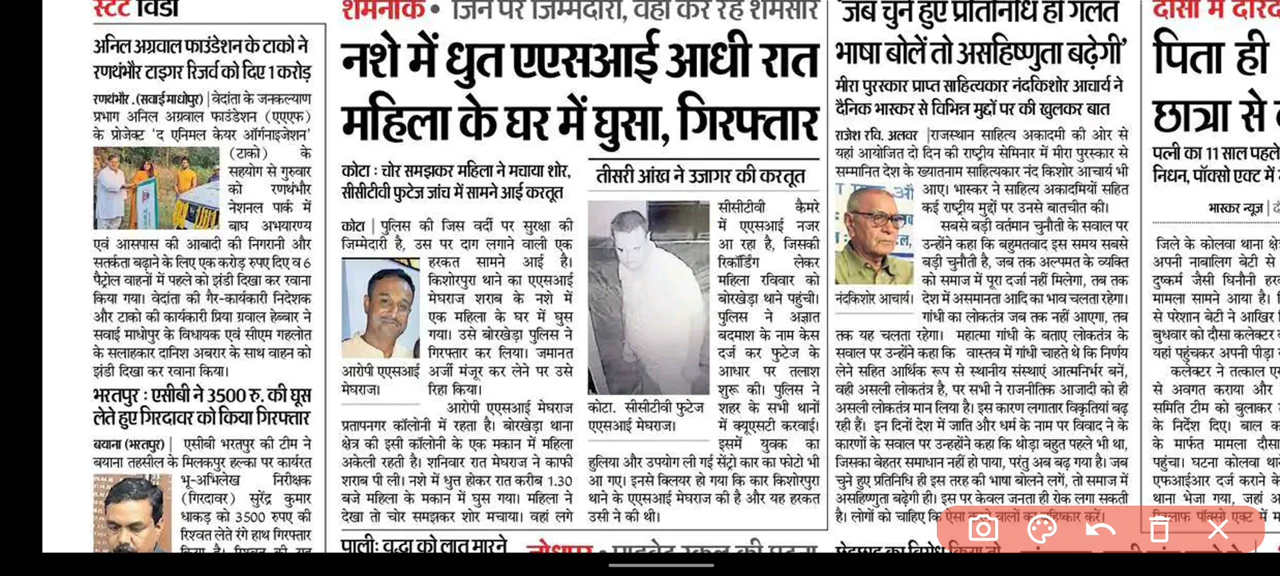 स्टेट विंडो
अनिल अग्रवाल फाउंडेशन के टाको ने
रणथंभौर टाइगर रिजर्व को दिए 1 करोड़
रणथंभौर.(सवाई माधोपुर) | वेदांता के जनकल्याण
प्रभाग अनिल अग्रवाल फाउंडेशन (एएएफ)
के प्रोजेक्ट 'द एनिमल केयर ऑर्गनाइजेशन'
(टाको) के
सहयोग से गुरुवार
को रणथंभौर
नेशनल पार्क में
बाघ अभयारण्य
एवं आसपास की आबादी की निगरानी और
सतर्कता बढ़ाने के लिए एक करोड़ रुपए दिए व 6
पैट्रोल वाहनों में पहले को झंडी दिखा कर रवाना
किया गया। वेदांता की गैर-कार्यकारी निदेशक
और टाको की कार्यकारी प्रिया ग्रवाल हेब्बार ने
सवाई माधोपुर के विधायक एवं सीएम गहलोत
के सलाहकार दानिश अबरार के साथ वाहन को
झंडी दिखा कर रवाना किया।
भरतपुर : एसीबी ने 3500 रु. की घूस
लेते हुए गिरदावर को किया गिरफ्तार
बयाना (भरतपुर) | एसीबी भरतपुर की टीम ने
बयाना तहसील के मिलकपुर हल्का पर कार्यरत
भू-अभिलेख निरीक्षक
(गिरदावर) सुरेंद्र कुमार
धाकड़ को 3500 रुपए की
रिश्वत लेते रंगे हाथ गिरफ्तार
शर्मनाक • जिन पर जिम्मेदारी, वही कर रहे शर्मसार
नशे में धुत एएसआई आधी रात
महिला के घर में घुसा, गिरफ्तार
कोटा : चोर समझकर महिला ने मचाया शोर,
सीसीटीवी फुटेज जांच में सामने आई करतूत
कोटा | पुलिस की जिस वर्दी पर सुरक्षा की
जिम्मेदारी है, उस पर दाग लगाने वाली एक
हरकत सामने आई है।
किशोरपुरा थाने का एएसआई
मेघराज शराब के नशे में
एक महिला के घर में घुस
गया। उसे बोरखेड़ा पुलिस ने
गिरफ्तार कर लिया। जमानत
अर्जी मंजूर कर लेने पर उसे
रिहा किया।
आरोपी एएसआई
मेघराज।
आरोपी एएसआई मेघराज
प्रतापनगर कॉलोनी में रहता है। बोरखेड़ा थाना
क्षेत्र की इसी कॉलोनी के एक मकान में महिला
अकेली रहती है। शनिवार रात मेघराज ने काफी
शराब पी ली। नशे में धुत होकर रात करीब 1.30
बजे महिला के मकान में घुस गया। महिला ने
देखा तो चोर समझकर शोर मचाया। वहां लगे
तीसरी आंख ने उजागर की करतूत
कोटा. सीसीटीवी फुटेज
एएसआई मेघराज।
सीसीटीवी कैमरे
में एएसआई नजर
आ रहा है, जिसकी
रिकॉर्डिंग लेकर
महिला रविवार को
बोरखेड़ा थाने पहुंची।
पुलिस ने अज्ञात
बदमाश के नाम केस
दर्ज कर फुटेज के
आधार पर तलाश
शुरू की। पुलिस ने
शहर के सभी थानों
में क्यूएसटी करवाई।
इसमें युवक का
हुलिया और उपयोग ली गई सेंट्रो कार का फोटो भी
आ गए। इनसे क्लियर हो गया कि कार किशोरपुरा
थाने के एएसआई मेघराज की है और यह हरकत
उसी ने की थी।
'जब चुने हुए प्रतिनिधि ही गलत
भाषा बोलें तो असहिष्णुता बढ़ेगी'
मीरा पुरस्कार प्राप्त साहित्यकार नंदकिशोर आचार्य ने
दैनिक भास्कर से विभिन्न मुद्दों पर की खुलकर बात
राजेश रवि. अलवर |राजस्थान साहित्य अकादमी की ओर से
यहां आयोजित दो दिन की राष्ट्रीय सेमिनार में मीरा पुरस्कार से
सम्मानित देश के ख्यातनाम साहित्यकार नंद किशोर आचार्य भी
आए। भास्कर ने साहित्य अकादमियों सहित
कई राष्ट्रीय मुद्दों पर उनसे बातचीत की।
सबसे बड़ी वर्तमान चुनौती के सवाल पर
उन्होंने कहा कि बहुमतवाद इस समय सबसे
बड़ी चुनौती है, जब तक अल्पमत के व्यक्ति
को समाज में पूरा दर्जा नहीं मिलेगा, तब तक
देश में असमानता आदि का भाव चलता रहेगा।
गांधी का लोकतंत्र जब तक नहीं आएगा, तब
नंदकिशोर आचार्य।
तक यह चलता रहेगा। महात्मा गांधी के बताए लोकतंत्र के
सवाल पर उन्होंने कहा कि वास्तव में गांधी चाहते थे कि निर्णय
लेने सहित आर्थिक रूप से स्थानीय संस्थाएं आत्मनिर्भर बनें,
वही असली लोकतंत्र है, पर सभी ने राजनीतिक आजादी को ही
असली लोकतंत्र मान लिया है। इस कारण लगातार विकृतियां बढ़
रही हैं। इन दिनों देश में जाति और धर्म के नाम पर विवाद ने के
कारणों के सवाल पर उन्होंने कहा कि थोड़ा बहुत पहले भी था,
जिसका बेहतर समाधान नहीं हो पाया, परंतु अब बढ़ गया है। जब
चुने हुए प्रतिनिधि ही इस तरह की भाषा बोलने लगें, तो समाज में
असहिष्णुता बढ़ेगी ही। इस पर केवल जनता ही रोक लगा सकती
है। लोगों को चाहिए कि ऐसा करने वालों का बहिष्कार करें।
दौसा में
पिता ही
छात्रा से
पत्नी का 11 साल पहले
निधन, पॉक्सो एक्ट में
भास्कर न्यूज |
जिले के कोलवा थाना क्षेत्र
अपनी नाबालिग बेटी से
दुष्कर्म जैसी घिनौनी
मामला सामने आया है।
से परेशान बेटी ने आखिर
बुधवार को दौसा कलेक्टर
यहां पहुंचकर अपनी पीड़ा
कलेक्टर ने तत्काल
से अवगत कराया और
समिति टीम को बुलाकर
के निर्देश दिए। बाल
के मार्फत मामला दौसा
पहुंचा। घटना कोलवा
एफआईआर दर्ज कराने के
थाना भेजा गया, जहां
खिलाफ पॉक्सो एक्ट में
पाली: वृद्धा को लात मारने
जोधपुर • प्राइवेट स्कूल की घटना